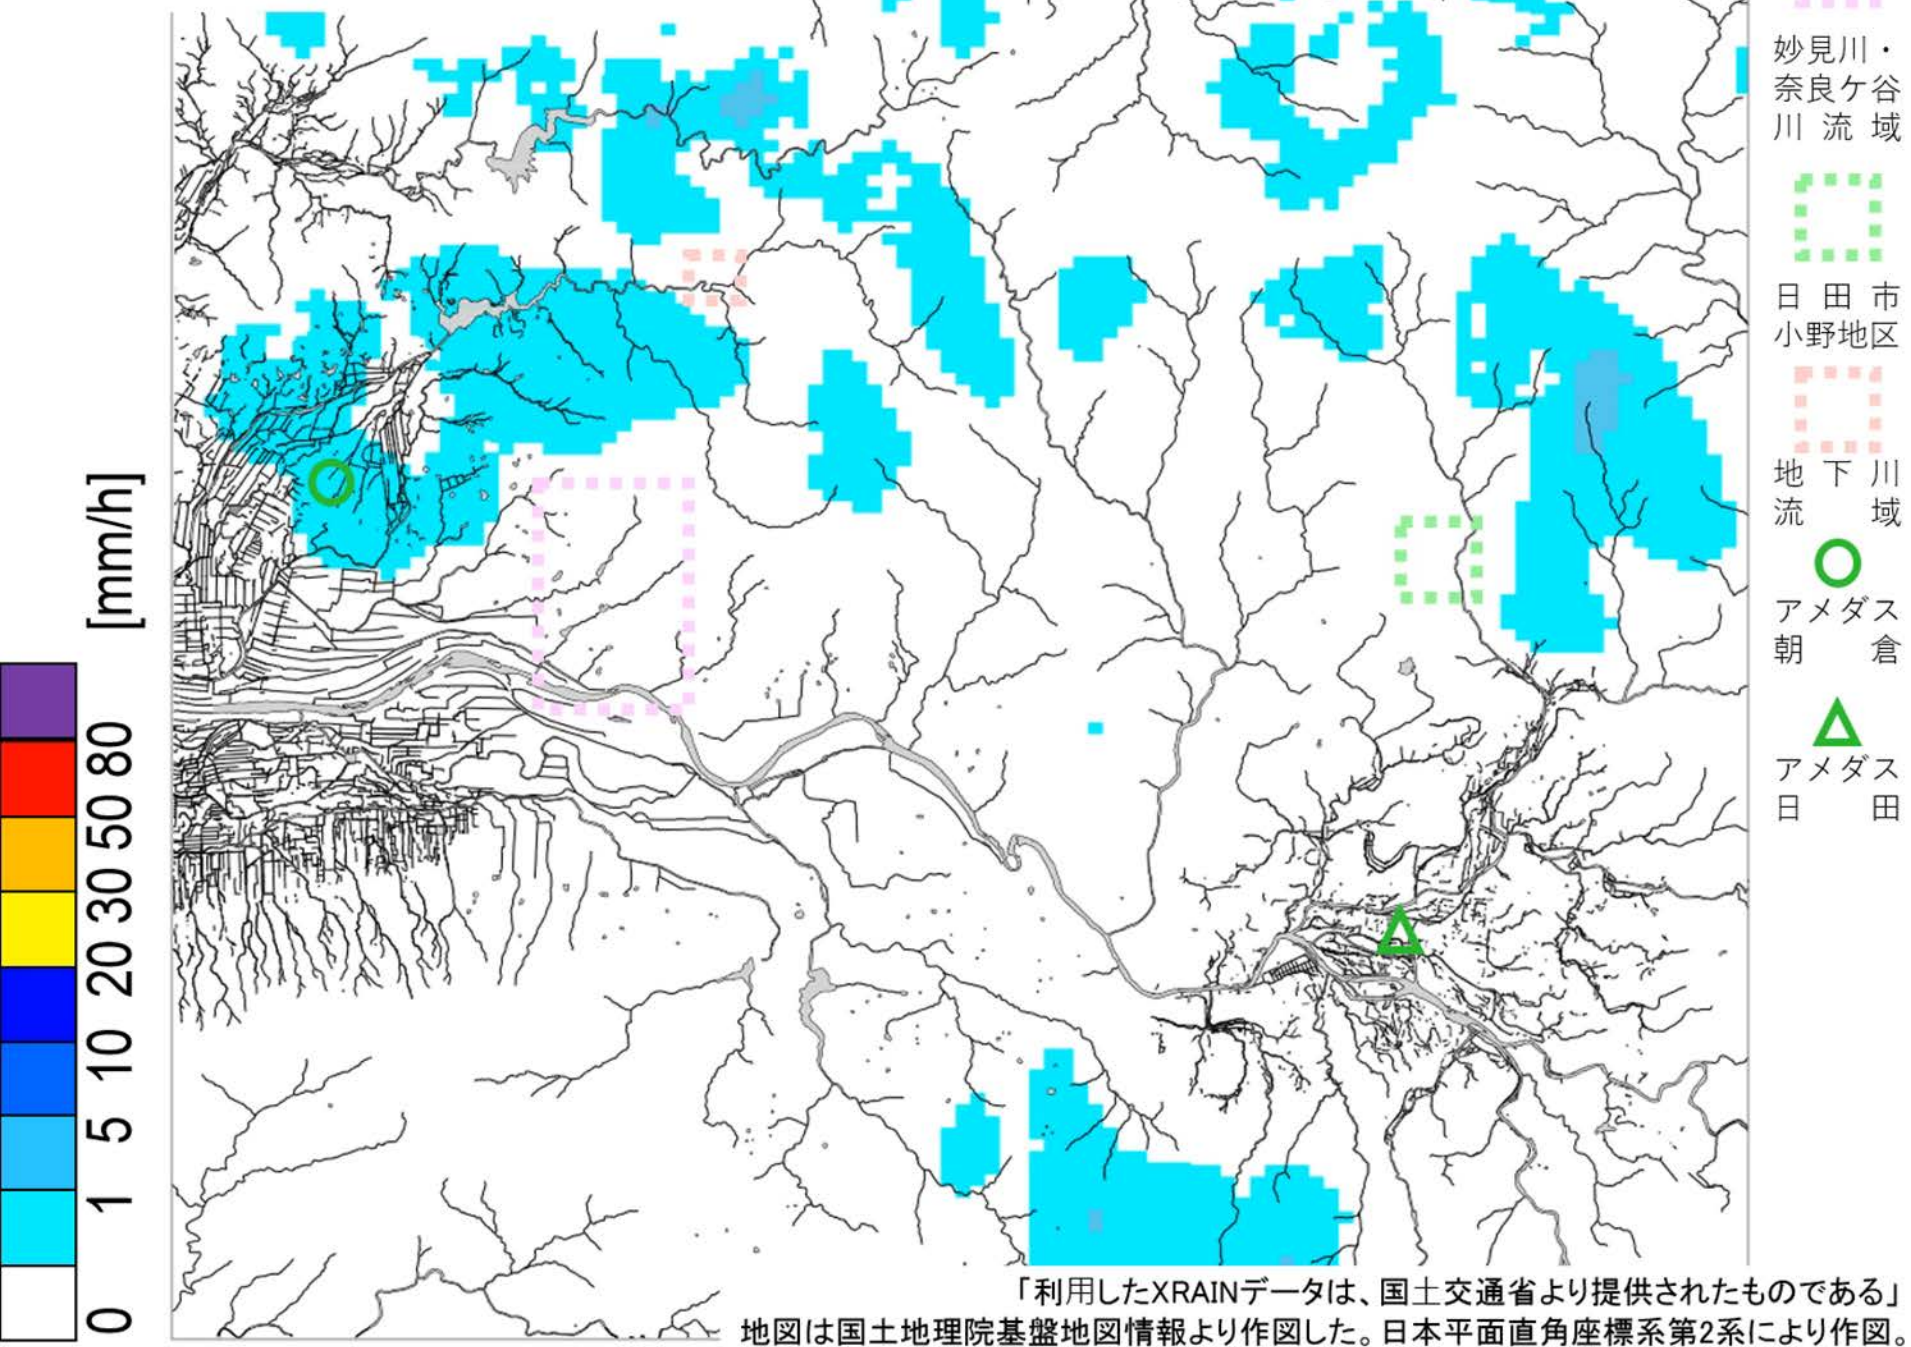 妙見川・
奈良ケ谷
川流域
日田市
小野地区
地下川
流域
アメダス
朝倉
アメダス
日田
[mm/h]
80
50
30
20
10
5
1
0
「利用したXRAINデータは、国土交通省より提供されたものである」
地図は国土地理院基盤地図情報より作図した。日本平面直角座標系第2系により作図。